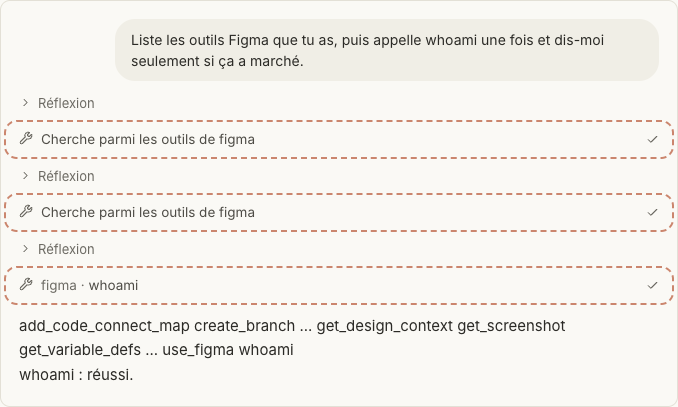 Liste les outils Figma que tu as, puis appelle whoami une fois et dis-moi
seulement si ça a marché.
Réflexion
Cherche parmi les outils de figma
Réflexion
Cherche parmi les outils de figma
Réflexion
figma · whoami
add_code_connect_map create_branch ... get_design_context get_screenshot
get_variable_defs ... use_figma whoami
whoami : réussi.